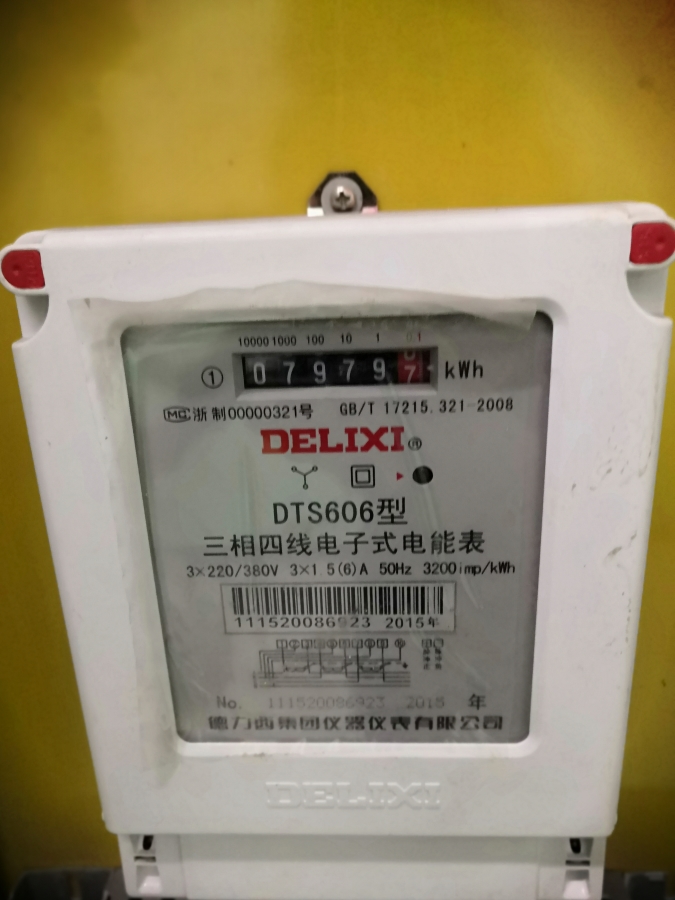 10000 1000 100 10 1 0.1
① 0 7 9 7 9 7 kWh
MC 浙制00000321号 GB/T 17215.321-2008
DELIXI®
DTS606型
三相四线电子式电能表
3×220/380V 3×1.5(6)A 50Hz 3200imp/kWh
111520086923 2015年
No. 111520086923 2015 年
德力西集团仪器仪表有限公司
DELIXI